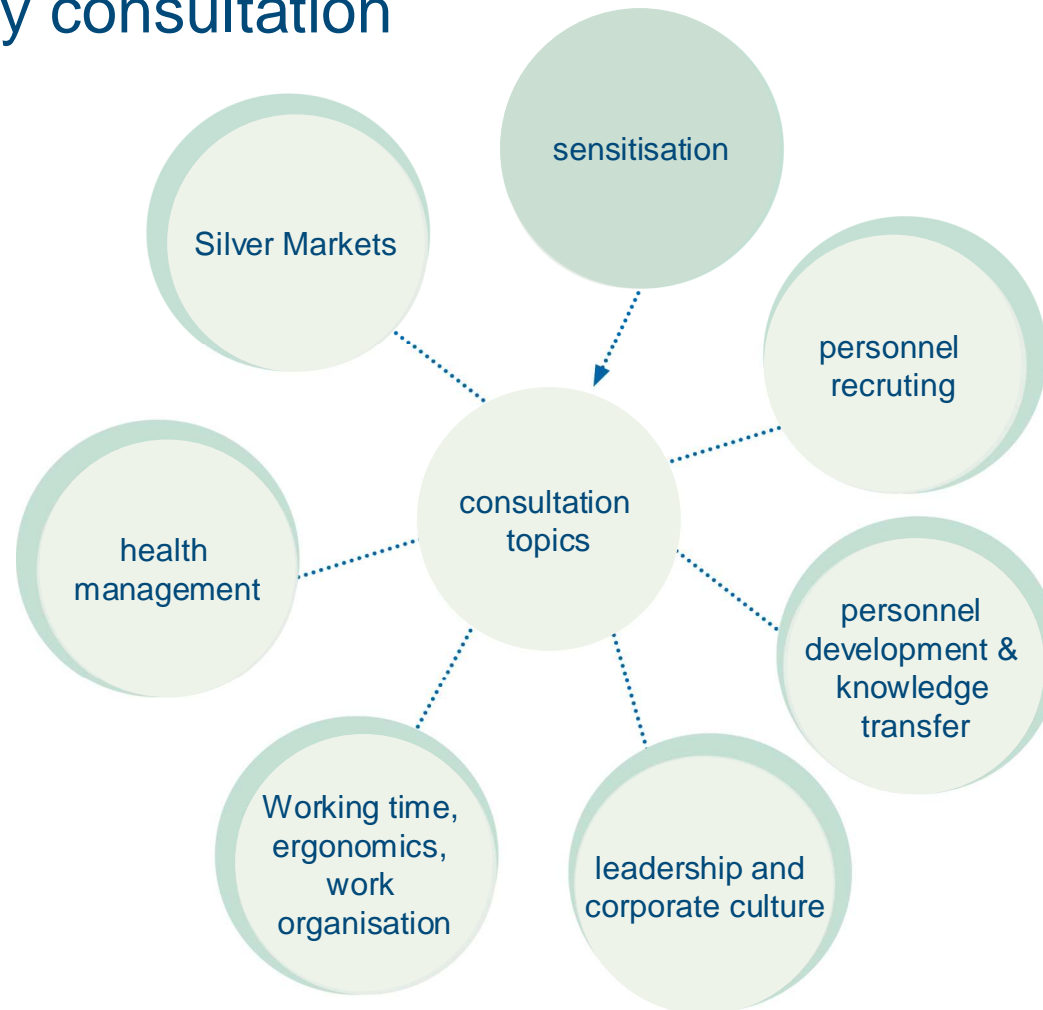 y consultation
sensitisation
Silver Markets
personnel
recruting
consultation
topics
health
management
personnel
development &
knowledge
transfer
Working time,
ergonomics,
work
organisation
leadership and
corporate culture